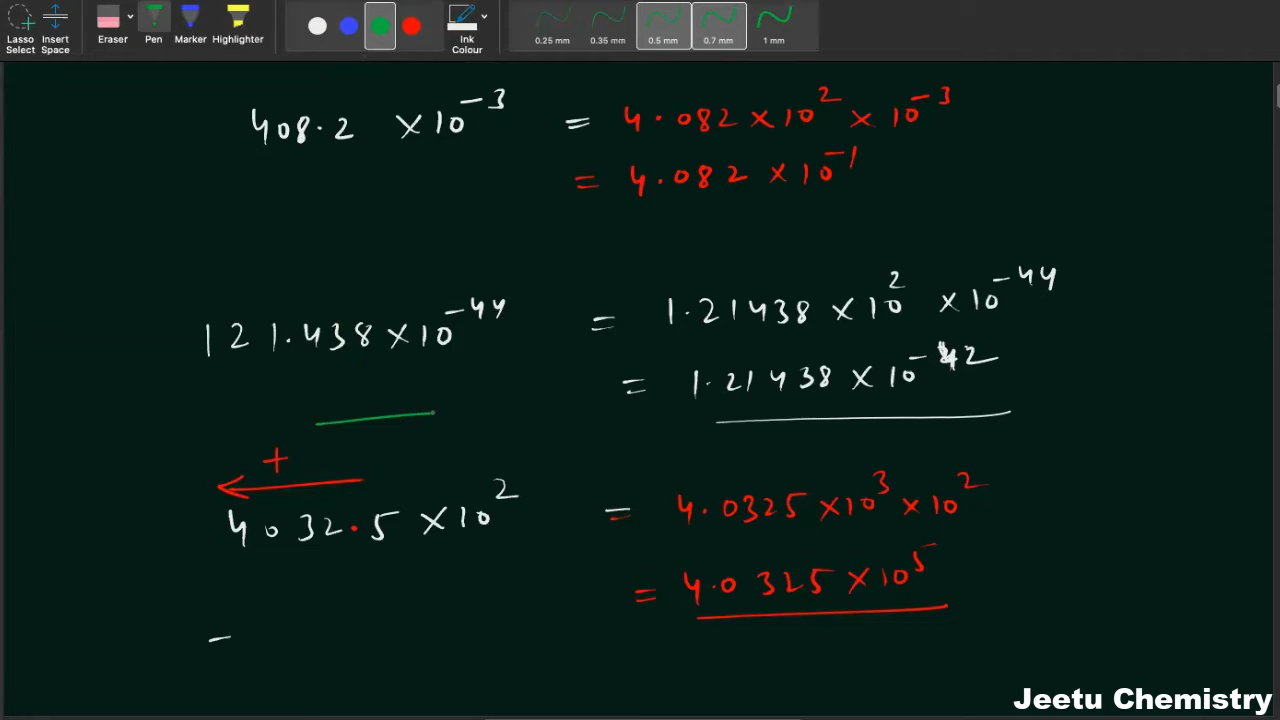 Lasso Select
Insert Space
Eraser
Pen
Marker
Highlighter
Ink Colour
0.25 mm
0.35 mm
0.5 mm
0.7 mm
1 mm
408.2 × 10⁻³ = 4.082 × 10² × 10⁻³
= 4.082 × 10⁻¹
121.438 × 10⁻⁴⁴ = 1.21438 × 10² × 10⁻⁴⁴
= 1.21438 × 10⁻⁴²
+
4032.5 × 10² = 4.0325 × 10³ × 10²
= 4.0325 × 10⁵
Jeetu Chemistry